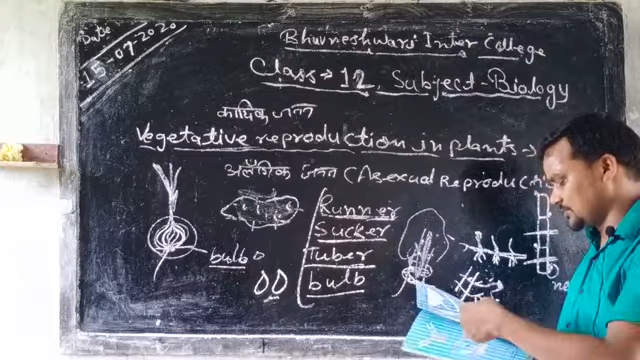 Date
15-07-2020
Bhuvneshwari Inter College
Class → 12, Subject-Biology
कायिक जनन
Vegetative reproduction in plants →
अलैंगिक जनन (Asexual Reproduc
Runner
Sucker
Tuber
bulb
bulb